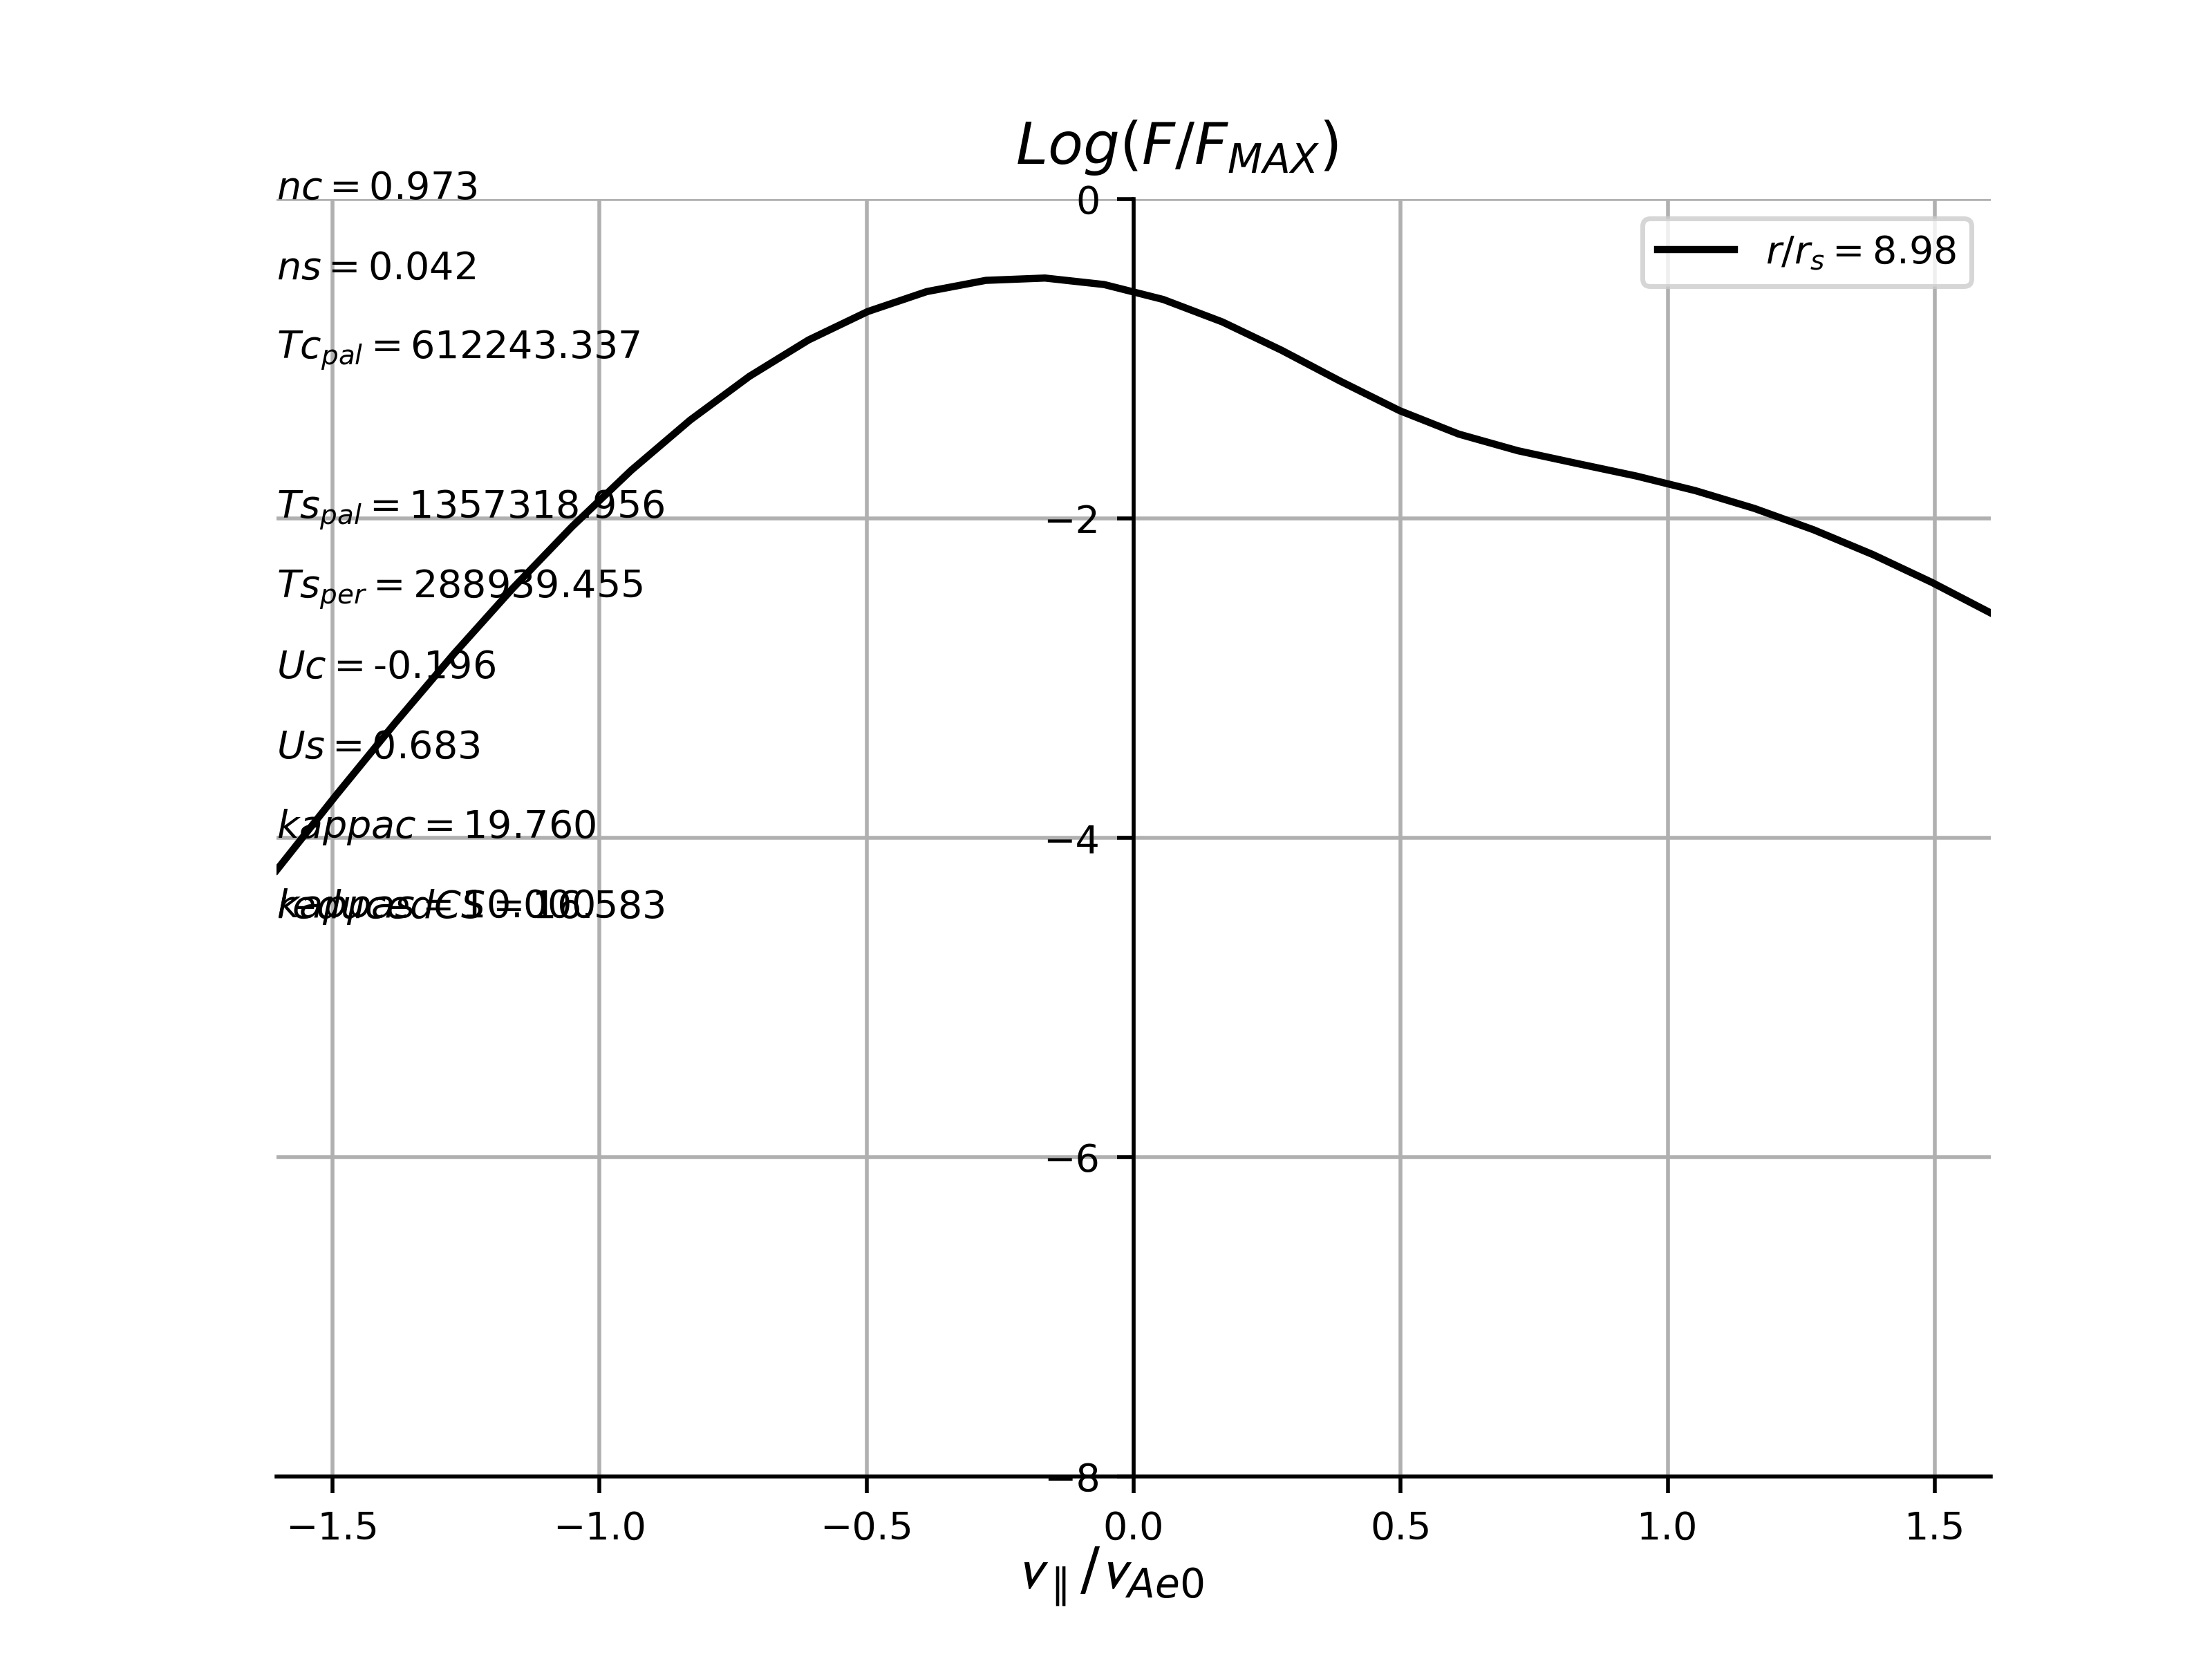 Log(F/F_MAX)
nc = 0.973
0
r/r_s = 8.98
ns = 0.042
Tc_pal = 612243.337
Ts_pal = 1357318.956
−2
Ts_per = 288939.455
Uc = -0.196
Us = 0.683
kappac = 19.760
−4
−6
−8
−1.5 −1.0 −0.5 0.0 0.5 1.0 1.5
v_∥/v_Ae0